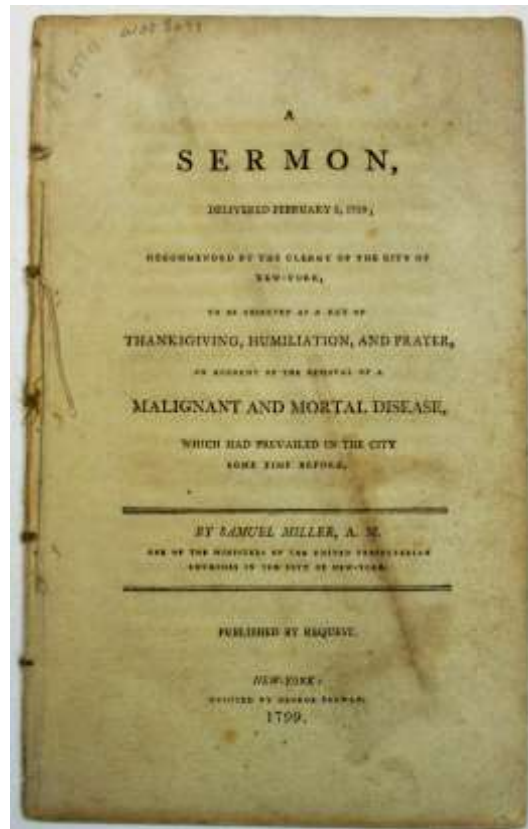 A
SERMON,
DELIVERED FEBRUARY 5, 1799;
RECOMMENDED BY THE CLERGY OF THE CITY OF
NEW-YORK,
TO BE OBSERVED AS A DAY OF
THANKSGIVING, HUMILIATION, AND PRAYER,
ON ACCOUNT OF THE REMOVAL OF A
MALIGNANT AND MORTAL DISEASE,
WHICH HAD PREVAILED IN THE CITY
SOME TIME BEFORE.
BY SAMUEL MILLER, A. M.
ONE OF THE MINISTERS OF THE UNITED PRESBYTERIAN
CHURCHES IN THE CITY OF NEW-YORK.
PUBLISHED BY REQUEST.
NEW-YORK:
PRINTED BY GEORGE FORMAN.
1799.